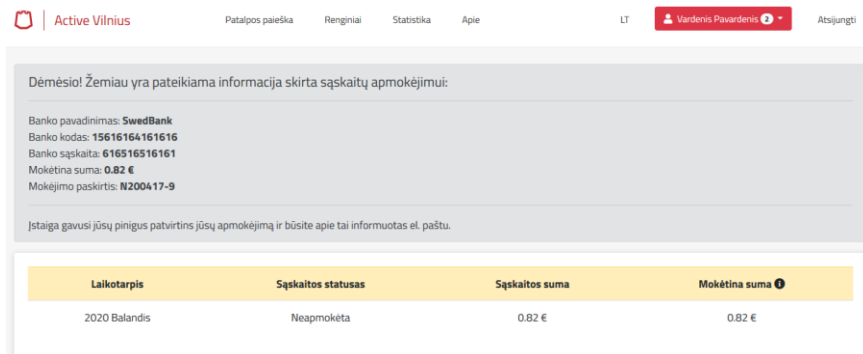 Active Vilnius Patalpos paieška Renginiai Statistika Apie LT Vardenis Pavardenis 2 Atsijungti
Dėmėsio! Žemiau yra pateikiama informacija skirta sąskaitų apmokėjimui:
Banko pavadinimas: SwedBank
Banko kodas: 15616164161616
Banko sąskaita: 616516516161
Mokėtina suma: 0.82 €
Mokėjimo paskirtis: N200417-9
Įstaiga gavusi jūsų pinigus patvirtins jūsų apmokėjimą ir būsite apie tai informuotas el. paštu.
Laikotarpis Sąskaitos statusas Sąskaitos suma Mokėtina suma
2020 Balandis Neapmokėta 0.82 € 0.82 €